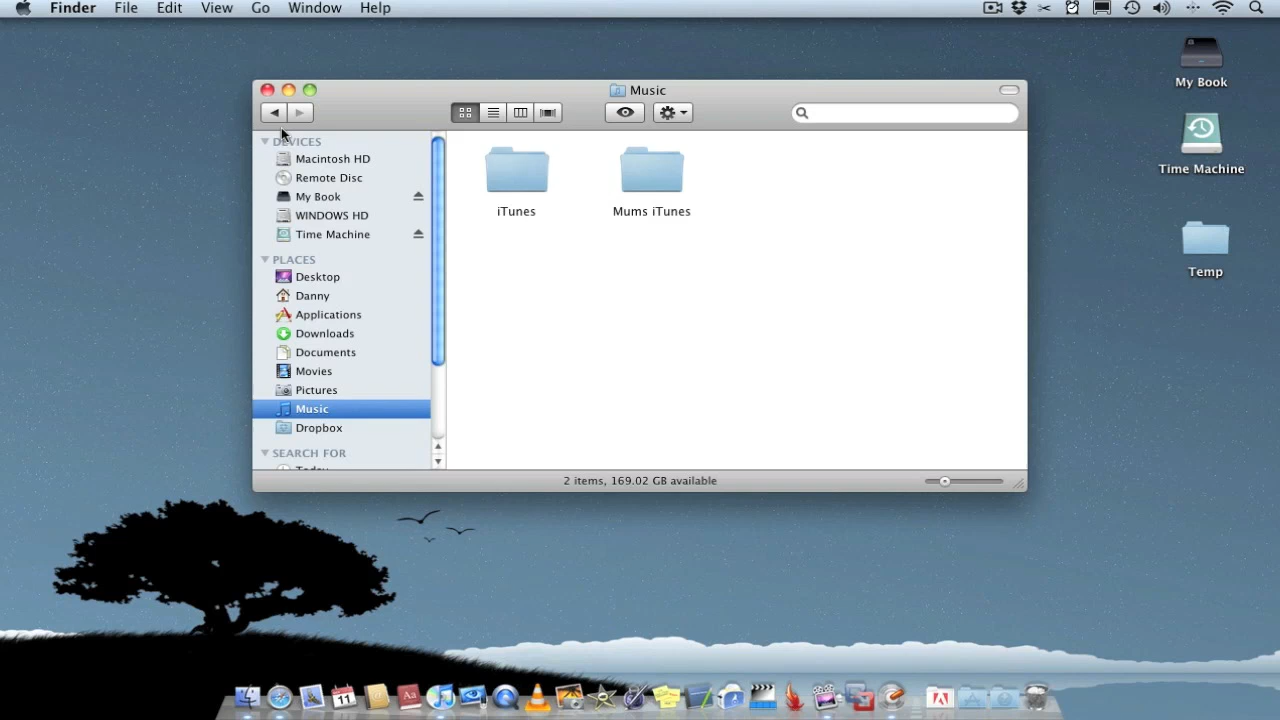 Finder File Edit View Go Window Help
Music
My Book
Time Machine
Temp
DEVICES
Macintosh HD
Remote Disc
My Book
WINDOWS HD
Time Machine
PLACES
Desktop
Danny
Applications
Downloads
Documents
Movies
Pictures
Music
Dropbox
SEARCH FOR
Today
iTunes
Mums iTunes
2 items, 169.02 GB available
11
Aa